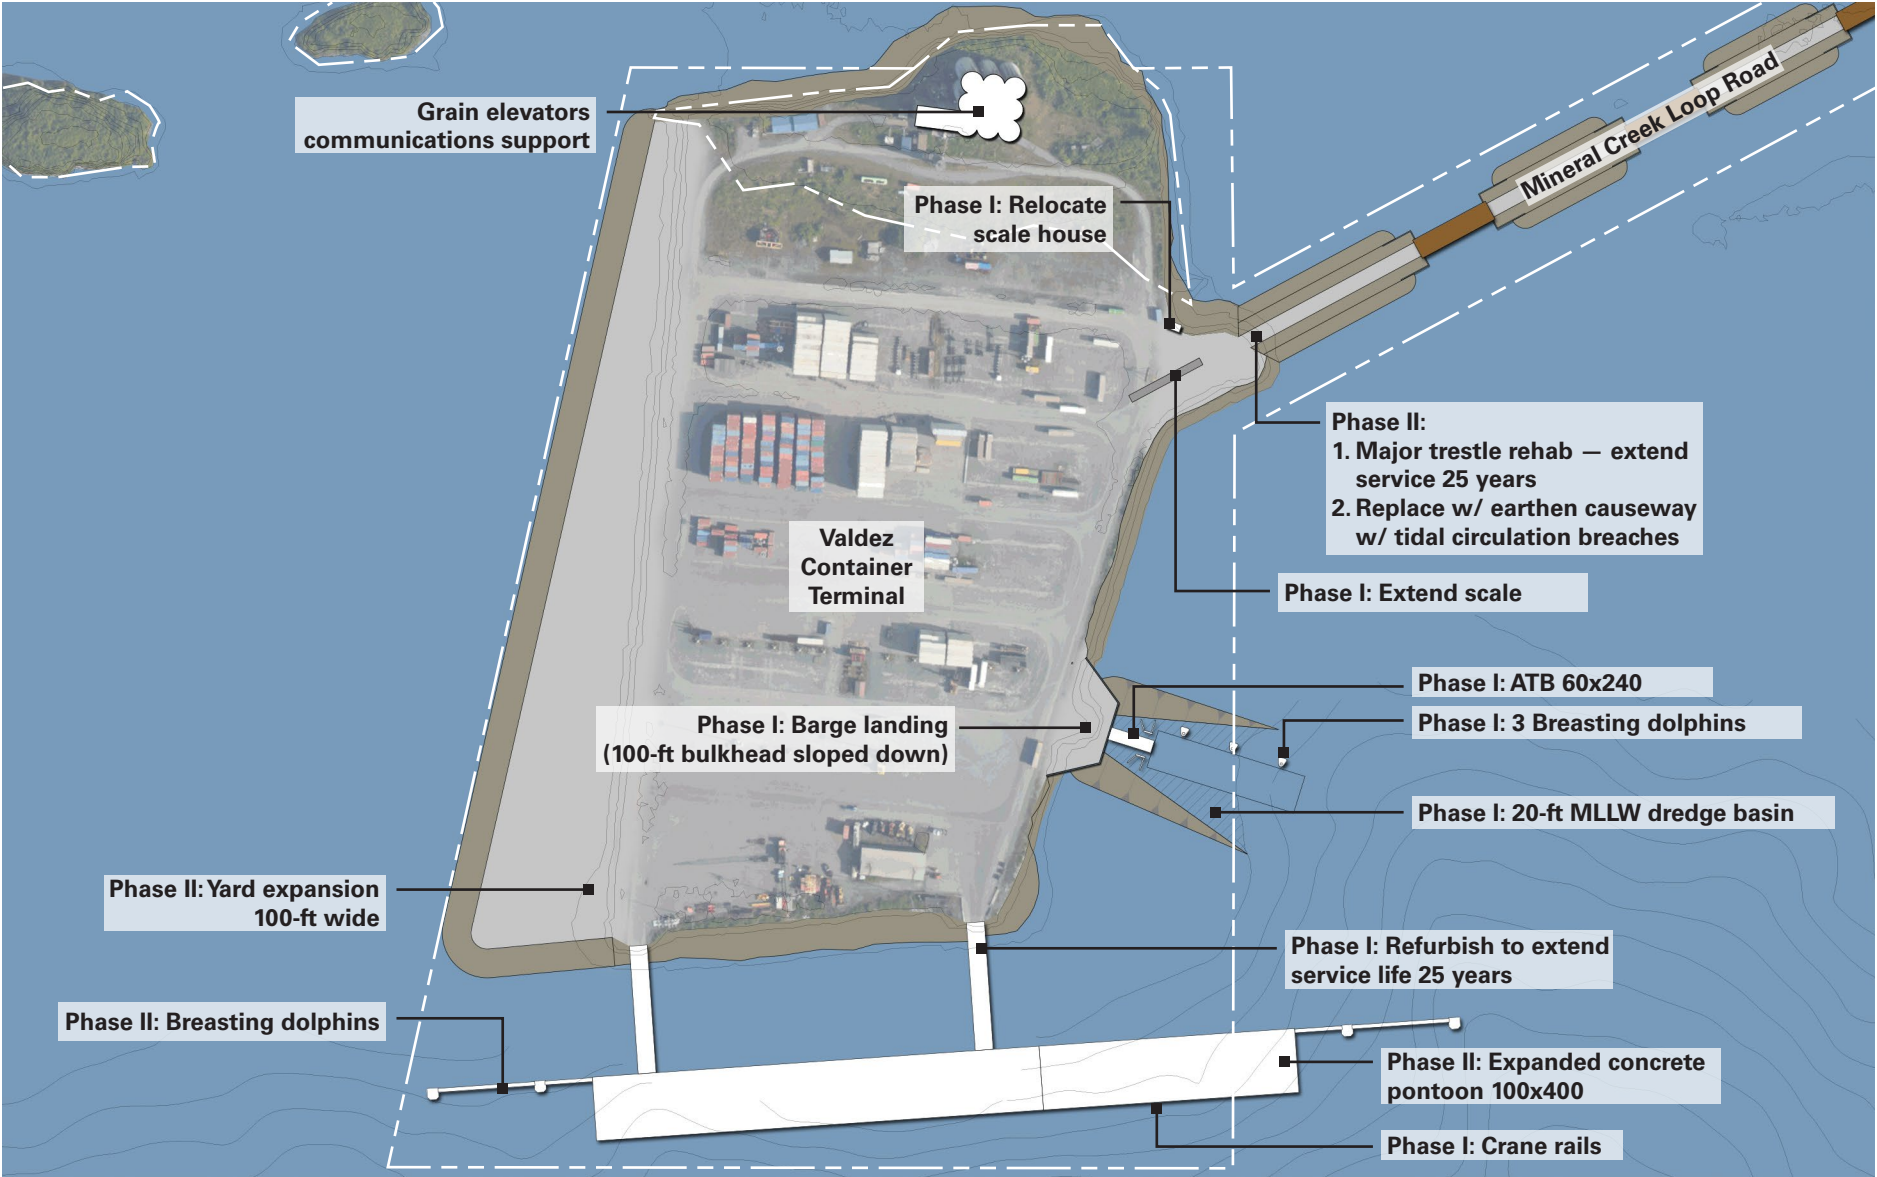 Grain elevators
communications support
Mineral Creek Loop Road
Phase I: Relocate
scale house
Phase II:
1. Major trestle rehab — extend
service 25 years
2. Replace w/ earthen causeway
w/ tidal circulation breaches
Valdez
Container
Terminal
Phase I: Extend scale
Phase I: ATB 60x240
Phase I: 3 Breasting dolphins
Phase I: Barge landing
(100-ft bulkhead sloped down)
Phase I: 20-ft MLLW dredge basin
Phase II: Yard expansion
100-ft wide
Phase I: Refurbish to extend
service life 25 years
Phase II: Breasting dolphins
Phase II: Expanded concrete
pontoon 100x400
Phase I: Crane rails